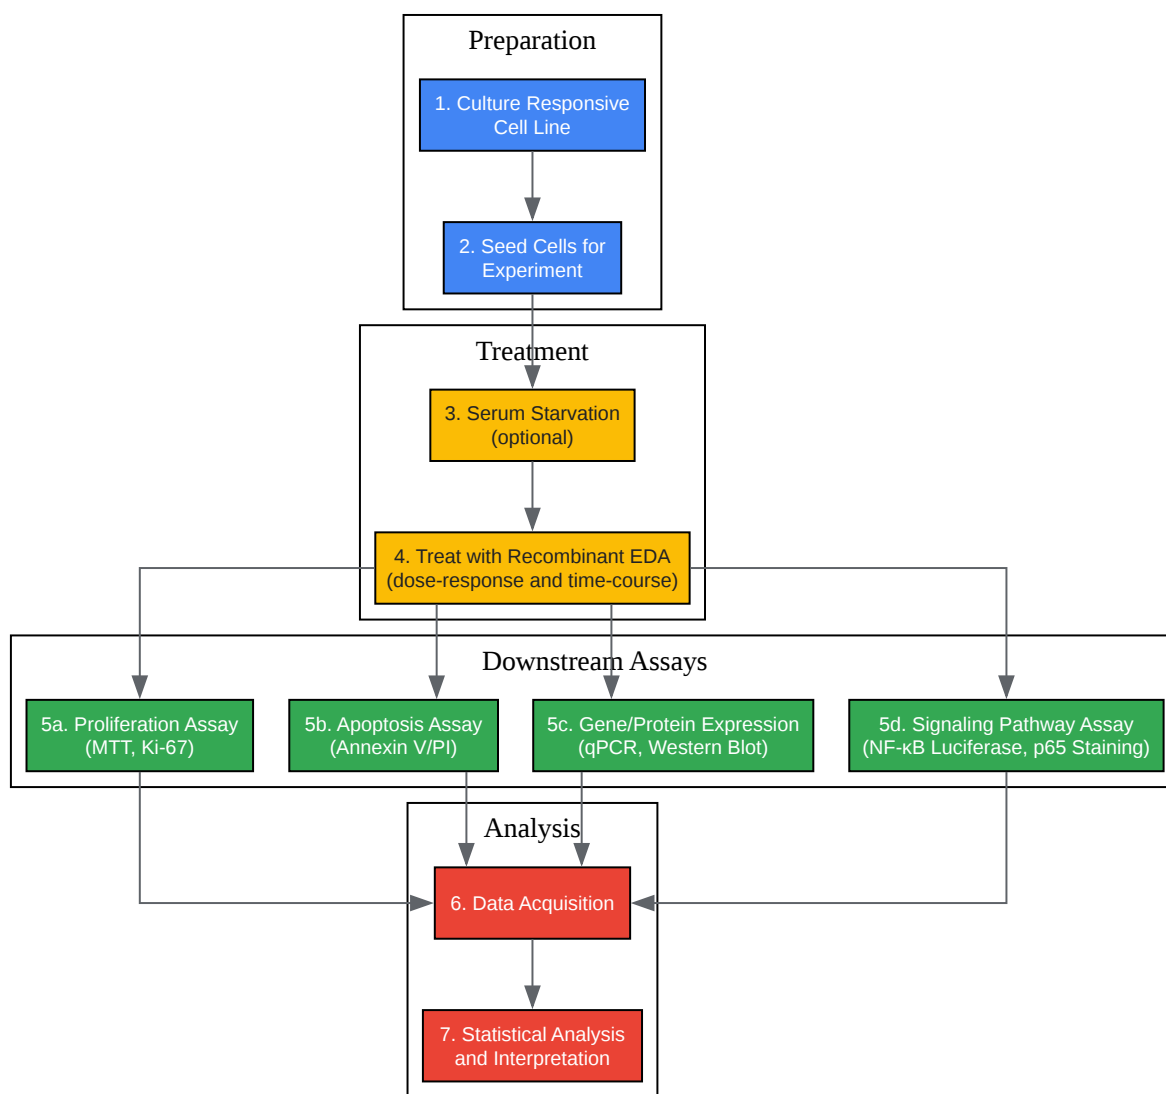 Preparation
1. Culture Responsive
Cell Line
2. Seed Cells for
Experiment
Treatment
3. Serum Starvation
(optional)
4. Treat with Recombinant EDA
(dose-response and time-course)
Downstream Assays
5a. Proliferation Assay
(MTT, Ki-67)
5b. Apoptosis Assay
(Annexin V/PI)
5c. Gene/Protein Expression
(qPCR, Western Blot)
5d. Signaling Pathway Assay
(NF-κB Luciferase, p65 Staining)
Analysis
6. Data Acquisition
7. Statistical Analysis
and Interpretation